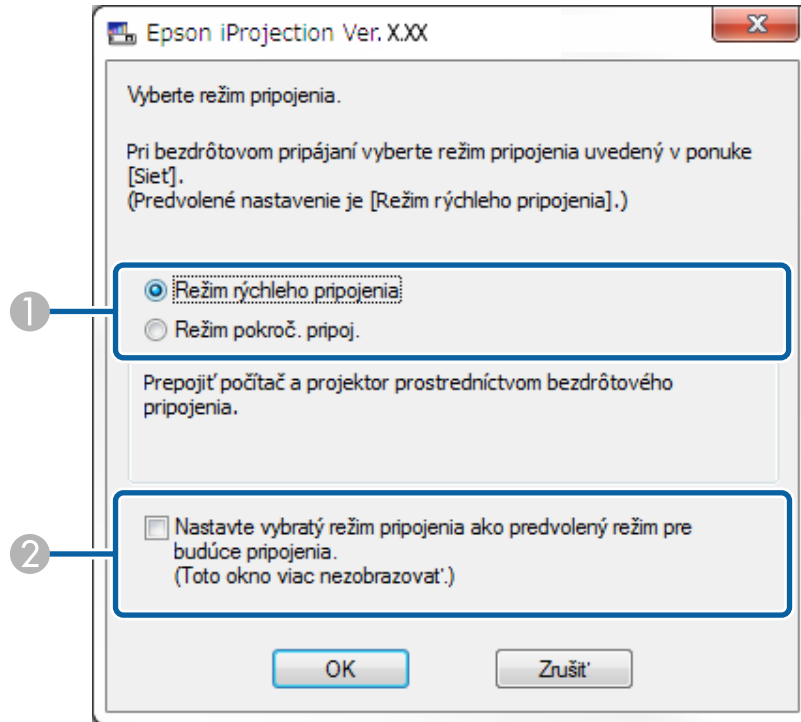 Epson iProjection Ver. X.XX
Vyberte režim pripojenia.
Pri bezdrôtovom pripájaní vyberte režim pripojenia uvedený v ponuke
[Sieť].
(Predvolené nastavenie je [Režim rýchleho pripojenia].)
1
Režim rýchleho pripojenia
Režim pokroč. pripoj.
Prepojiť počítač a projektor prostredníctvom bezdrôtového
pripojenia.
2
Nastavte vybratý režim pripojenia ako predvolený režim pre
budúce pripojenia.
(Toto okno viac nezobrazovať.)
OK
Zrušiť